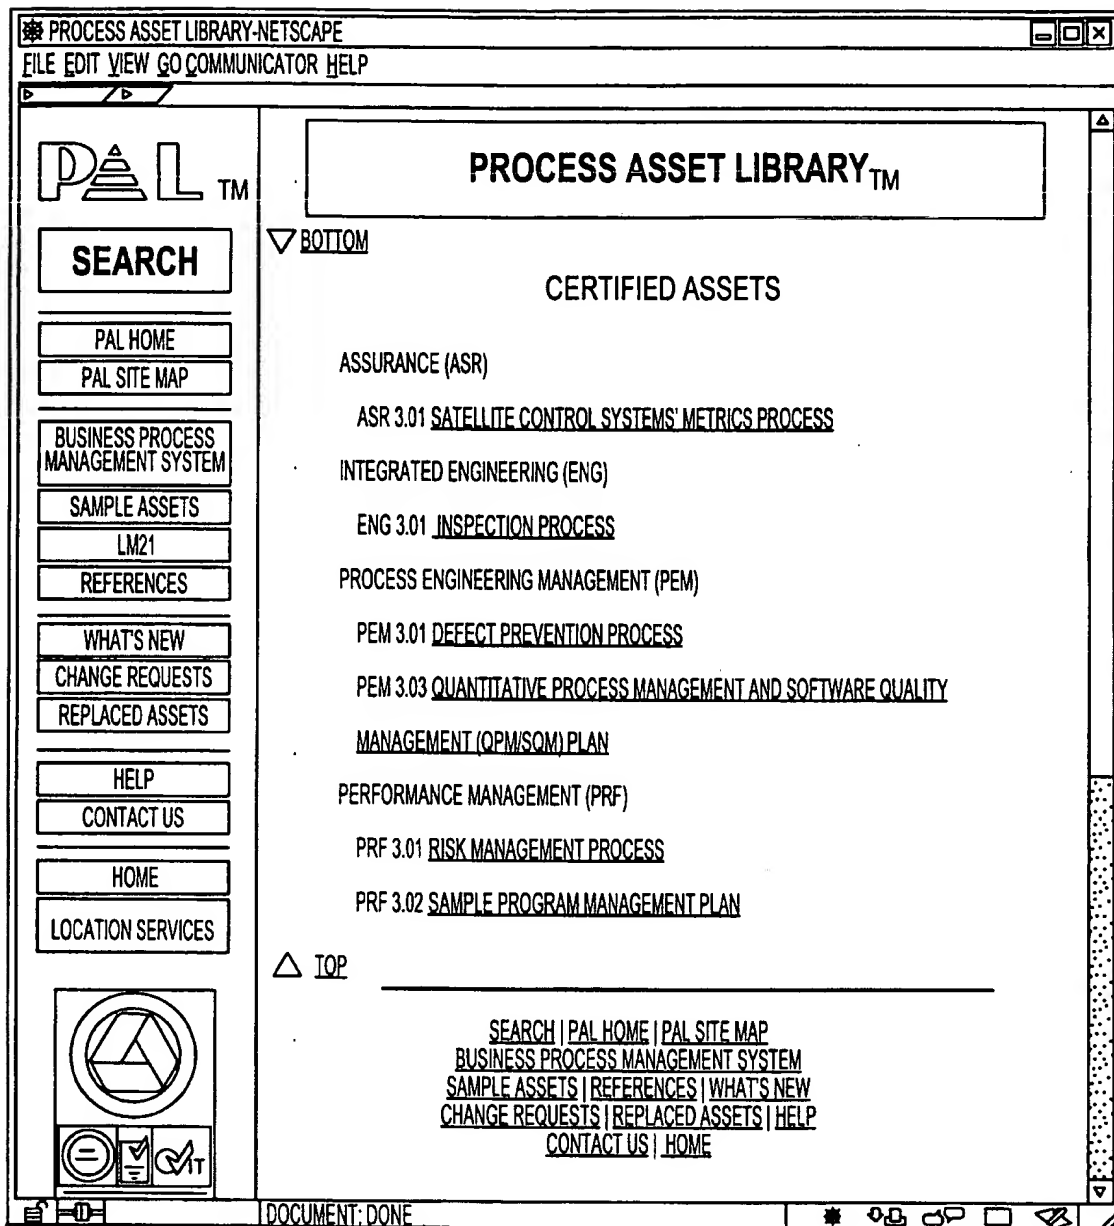 PROCESS ASSET LIBRARY-NETSCAPE
FILE EDIT VIEW GO COMMUNICATOR HELP
PAL TM
SEARCH
PAL HOME
PAL SITE MAP
BUSINESS PROCESS
MANAGEMENT SYSTEM
SAMPLE ASSETS
LM21
REFERENCES
WHAT'S NEW
CHANGE REQUESTS
REPLACED ASSETS
HELP
CONTACT US
HOME
LOCATION SERVICES
IT
PROCESS ASSET LIBRARY TM
BOTTOM
CERTIFIED ASSETS
ASSURANCE (ASR)
ASR 3.01 SATELLITE CONTROL SYSTEMS' METRICS PROCESS
INTEGRATED ENGINEERING (ENG)
ENG 3.01 INSPECTION PROCESS
PROCESS ENGINEERING MANAGEMENT (PEM)
PEM 3.01 DEFECT PREVENTION PROCESS
PEM 3.03 QUANTITATIVE PROCESS MANAGEMENT AND SOFTWARE QUALITY
MANAGEMENT (QPM/SQM) PLAN
PERFORMANCE MANAGEMENT (PRF)
PRF 3.01 RISK MANAGEMENT PROCESS
PRF 3.02 SAMPLE PROGRAM MANAGEMENT PLAN
TOP
SEARCH | PAL HOME | PAL SITE MAP
BUSINESS PROCESS MANAGEMENT SYSTEM
SAMPLE ASSETS | REFERENCES | WHAT'S NEW
CHANGE REQUESTS | REPLACED ASSETS | HELP
CONTACT US | HOME
DOCUMENT: DONE